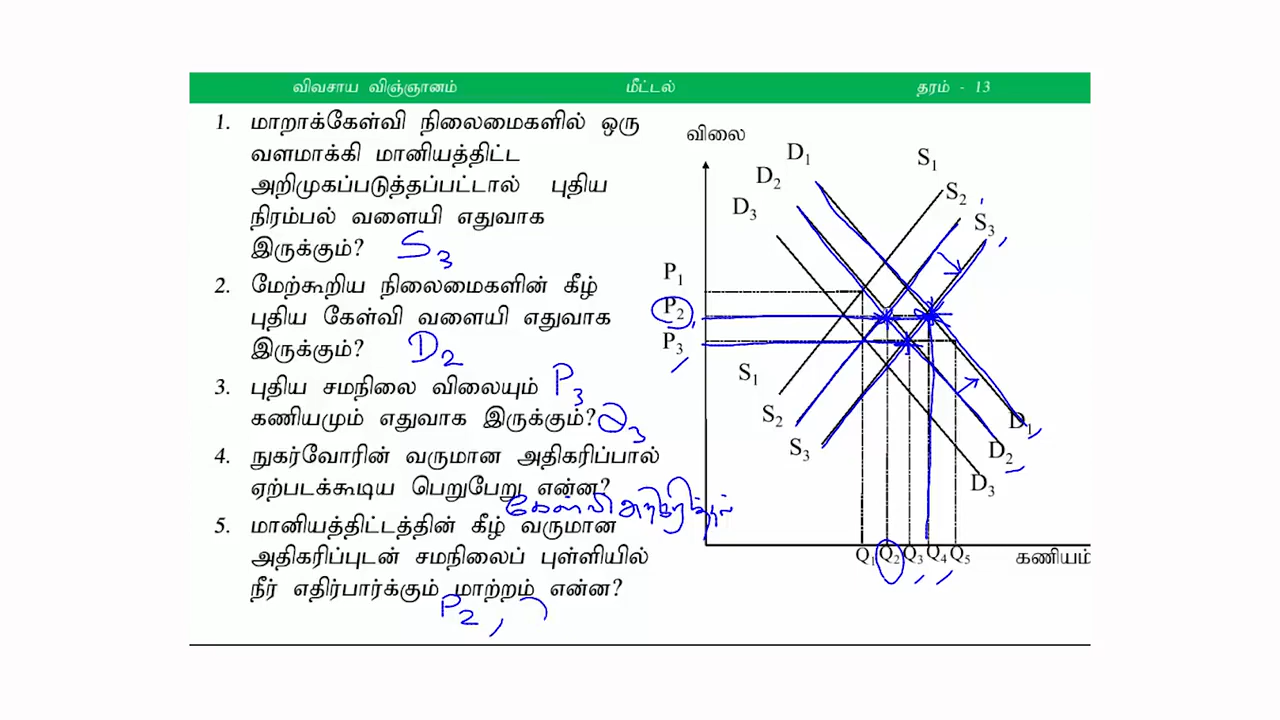 விவசாய விஞ்ஞானம் மீட்டல் தரம் - 13
1. மாறாக்கேள்வி நிலைமைகளில் ஒரு
வளமாக்கி மானியத்திட்ட
அறிமுகப்படுத்தப்பட்டால் புதிய
நிரம்பல் வளையி எதுவாக
இருக்கும்? S3
2. மேற்கூறிய நிலைமைகளின் கீழ்
புதிய கேள்வி வளையி எதுவாக
இருக்கும்? D2
3. புதிய சமநிலை விலையும் P3
கணியமும் எதுவாக இருக்கும்? Q3
4. நுகர்வோரின் வருமான அதிகரிப்பால்
ஏற்படக்கூடிய பெறுபேறு என்ன?
கேள்வி அதிகரித்தல்
5. மானியத்திட்டத்தின் கீழ் வருமான
அதிகரிப்புடன் சமநிலைப் புள்ளியில்
நீர் எதிர்பார்க்கும் மாற்றம் என்ன?
P2 ,
விலை
D1 S1
D2 S2
D3 S3
P1
P2
P3
S1
S2 D1
S3 D2
D3
Q1 Q2 Q3 Q4 Q5 கணியம்